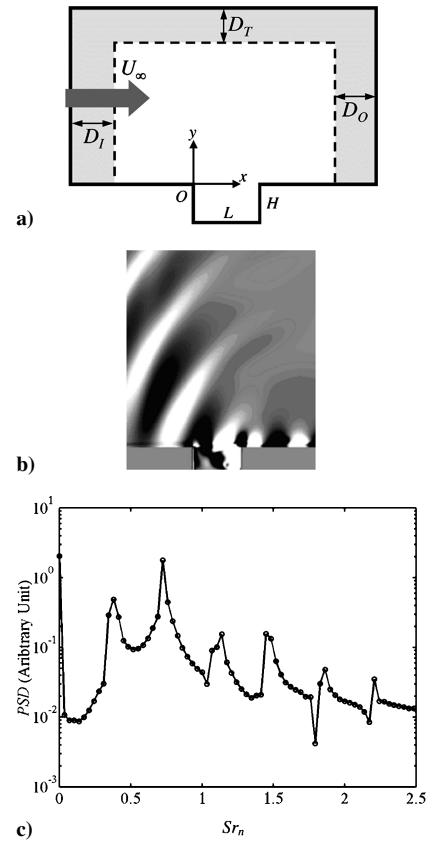 D_T
U_∞
D_I
D_O
y
x
O
L
H
a)
b)
10^1
10^0
10^-1
10^-2
10^-3
PSD (Aribtrary Unit)
0 0.5 1 1.5 2 2.5
Sr_n
c)